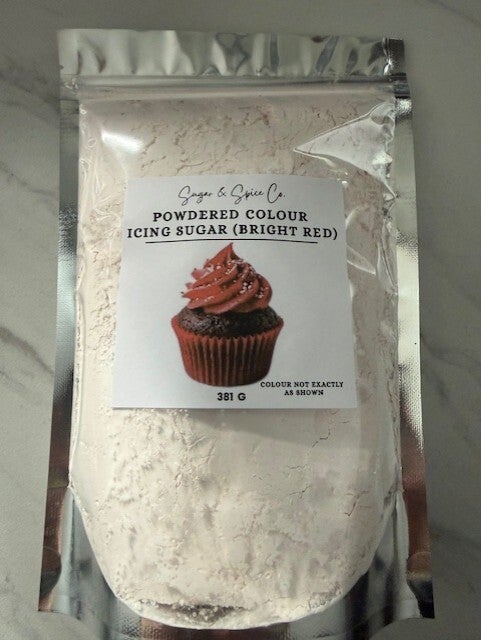 Sugar & Spice Co.
POWDERED COLOUR
ICING SUGAR (BRIGHT RED)
COLOUR NOT EXACTLY
AS SHOWN
381 G